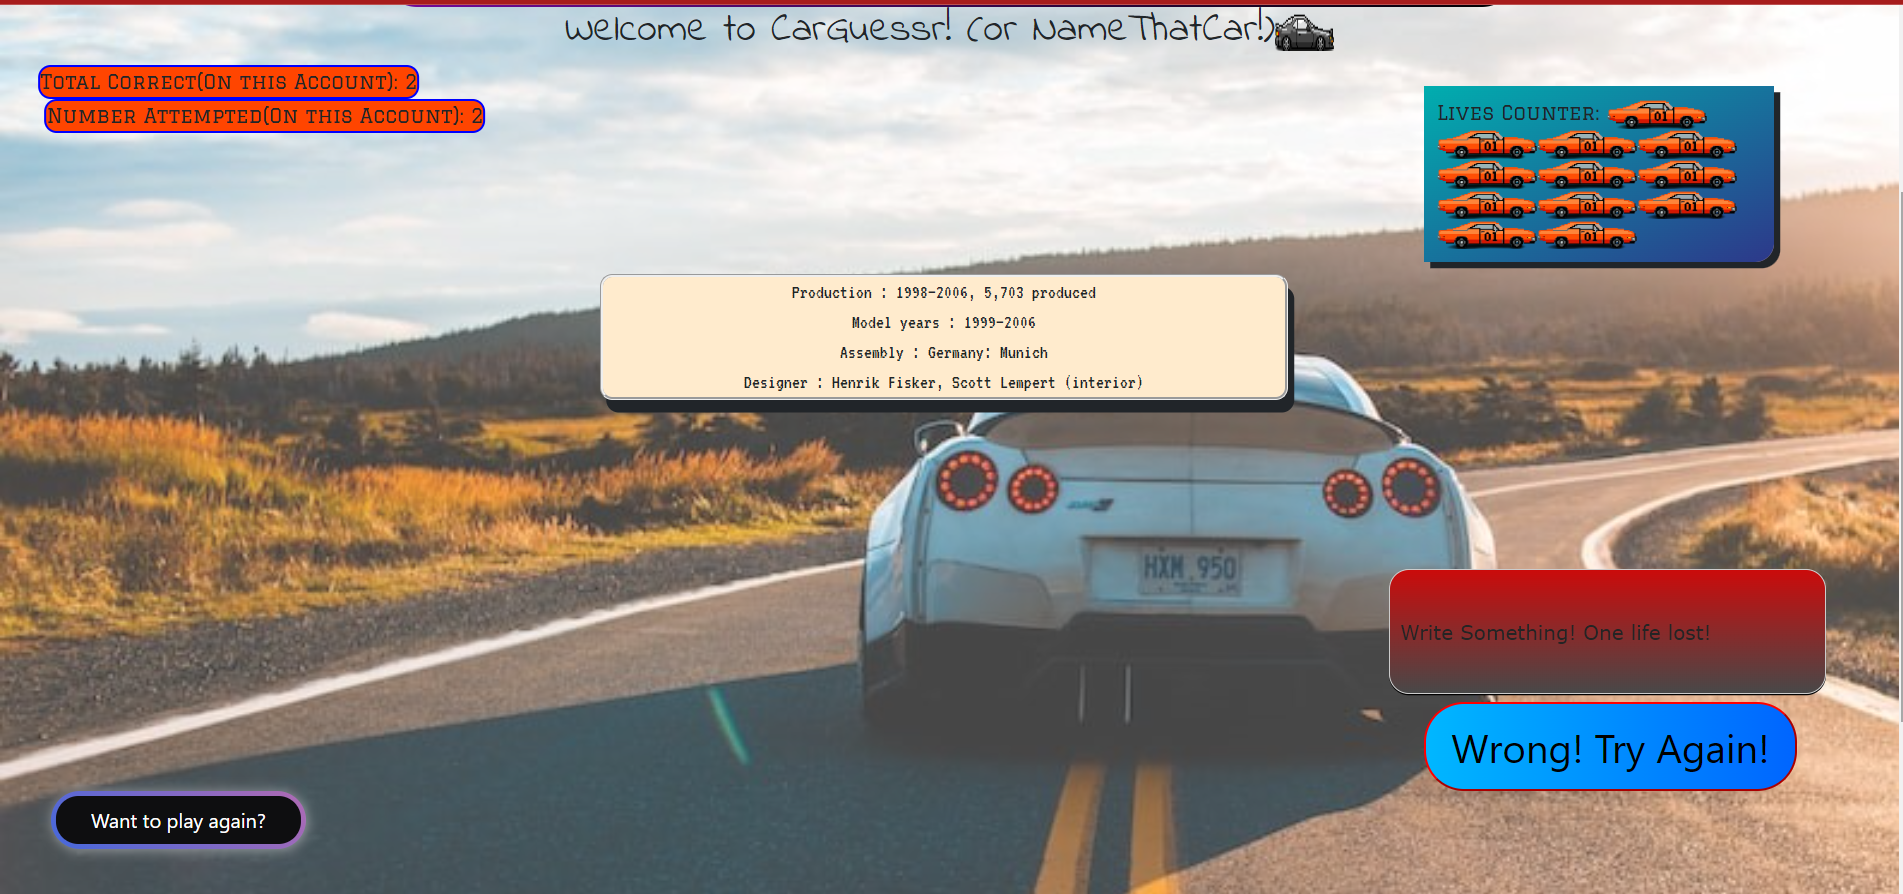 Welcome to CarGuessr! (or NameThatCar!)
Total Correct(On this Account): 2
Number Attempted(On this Account): 2
Lives Counter:
01
01 01 01
01 01 01
01 01 01
01 01
Production : 1998-2006, 5,703 produced
Model years : 1999-2006
Assembly : Germany: Munich
Designer : Henrik Fisker, Scott Lempert (interior)
HXM 950
Write Something! One life lost!
Wrong! Try Again!
Want to play again?